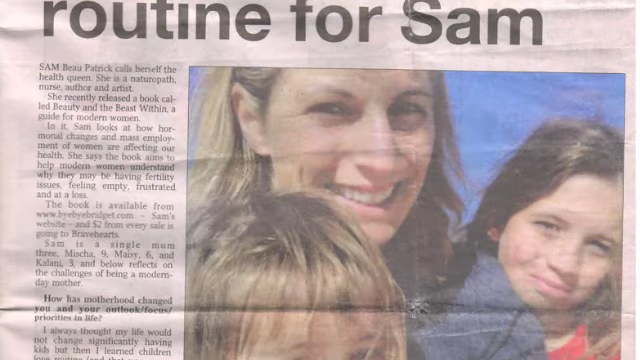 routine for Sam
SAM Beau Patrick calls herself the
health queen. She is a naturopath,
nurse, author and artist.
She recently released a book cal-
led Beauty and the Beast Within, a
guide for modern women.
In it, Sam looks at how hor-
monal changes and mass employ-
ment of women are affecting our
health. She says the book aims to
help modern women understand
why they may be having fertility
issues, feeling empty, frustrated
and at a loss.
The book is available from
www.byebyebridget.com – Sam's
website – and $2 from every sale is
going to Bravehearts.
Sam is a single mum
three, Mischa, 9, Maisy, 6, and
Kalani, 3, and below reflects on
the challenges of being a modern-
day mother.
How has motherhood changed
you and your outlook/focus/
priorities in life?
I always thought my life would
not change significantly having
kids but then I learned children
love routine